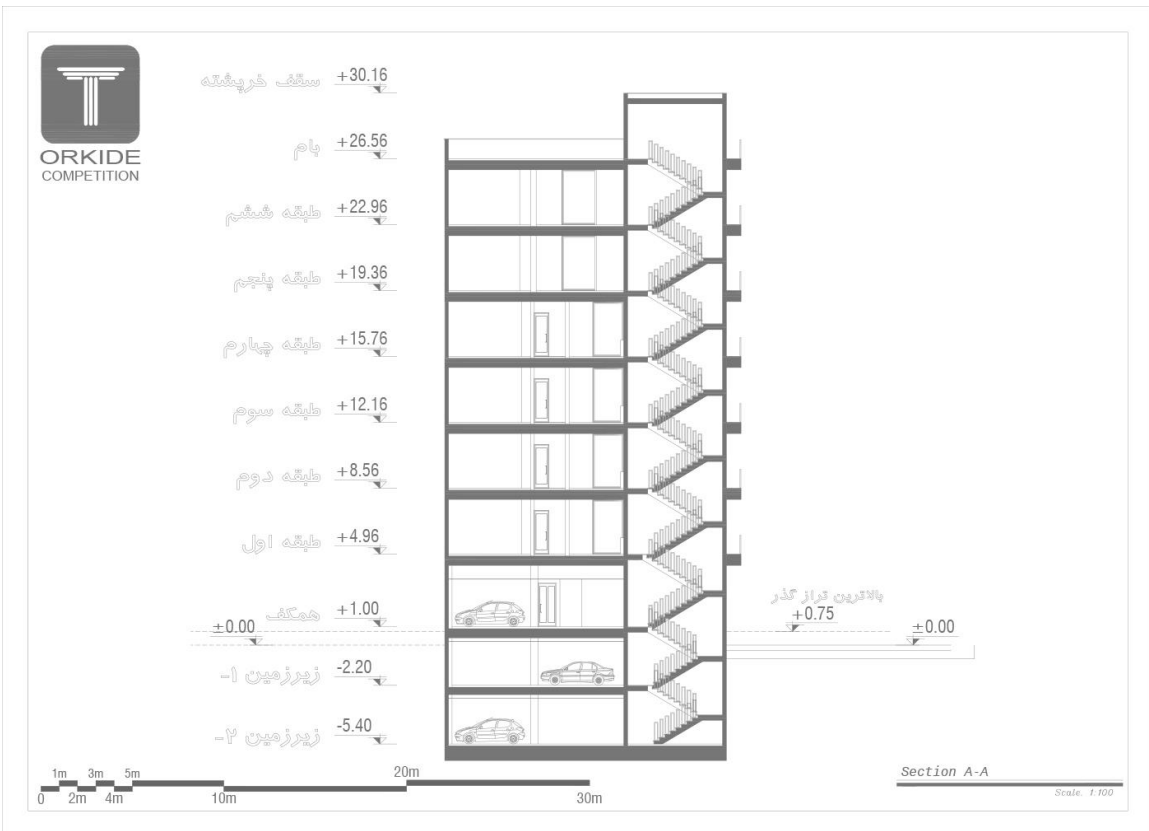 ORKIDE
COMPETITION
سقف خرپشته +30.16
بام +26.56
طبقه ششم +22.96
طبقه پنجم +19.36
طبقه چهارم +15.76
طبقه سوم +12.16
طبقه دوم +8.56
طبقه اول +4.96
همکف +1.00
±0.00
بالاترین تراز گذر
+0.75
±0.00
زیرزمین ۱- -2.20
زیرزمین ۲- -5.40
1m 3m 5m 20m
0 2m 4m 10m 30m
Section A-A
Scale. 1:100